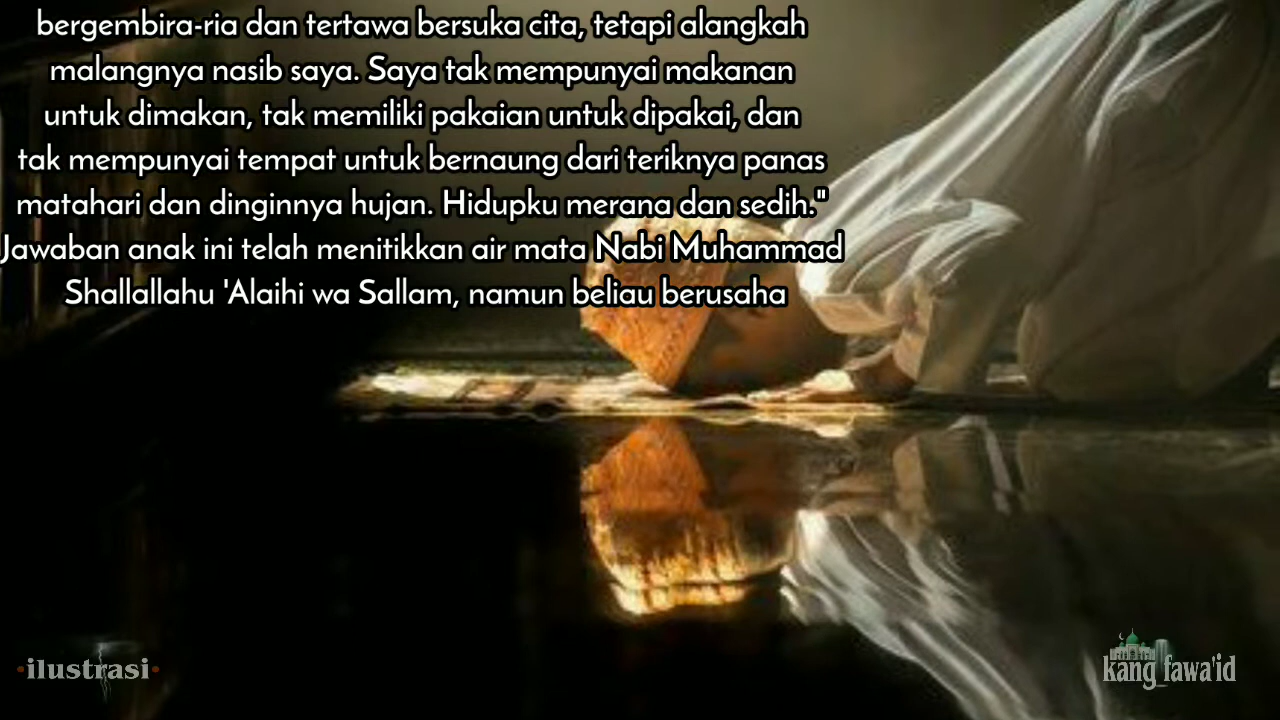 bergembira-ria dan tertawa bersuka cita, tetapi alangkah
malangnya nasib saya. Saya tak mempunyai makanan
untuk dimakan, tak memiliki pakaian untuk dipakai, dan
tak mempunyai tempat untuk bernaung dari teriknya panas
matahari dan dinginnya hujan. Hidupku merana dan sedih."
Jawaban anak ini telah menitikkan air mata Nabi Muhammad
Shallallahu 'Alaihi wa Sallam, namun beliau berusaha
•ilustrasi•
kang fawa'id